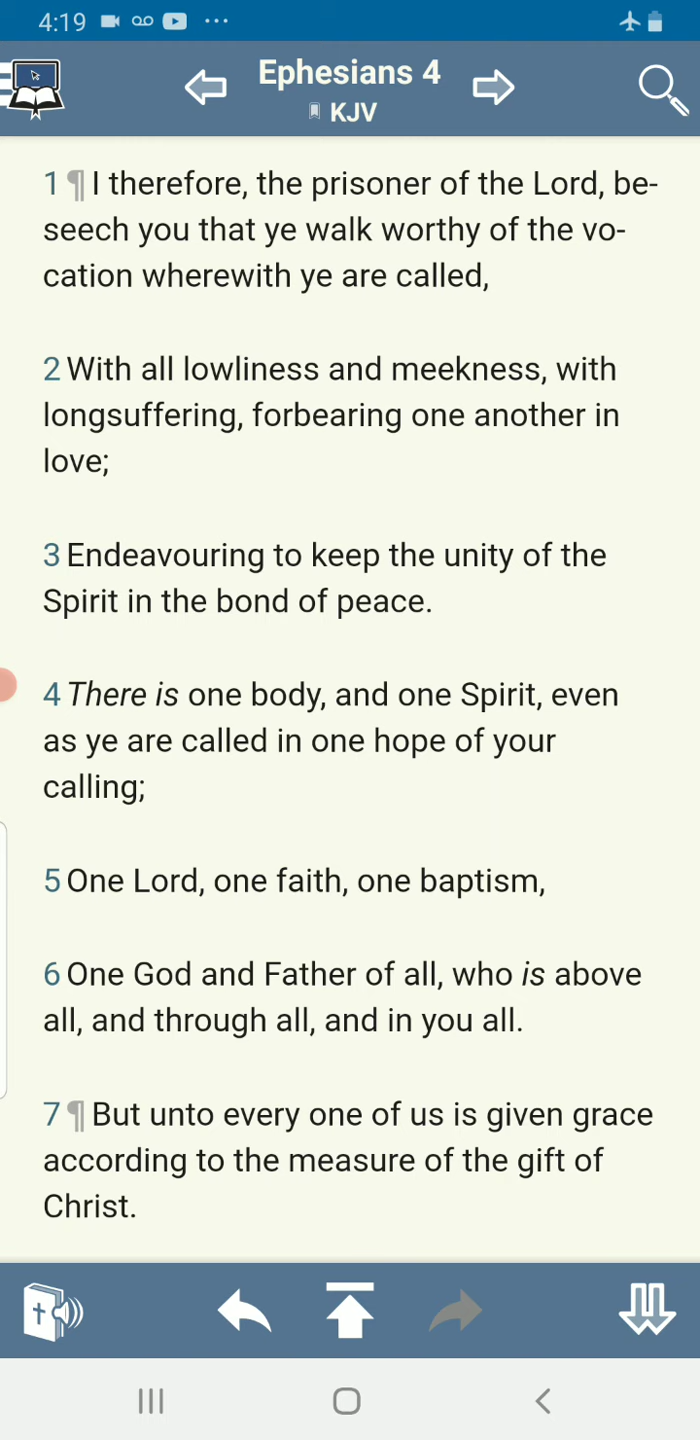 4:19
Ephesians 4
KJV
1 ¶ I therefore, the prisoner of the Lord, be-
seech you that ye walk worthy of the vo-
cation wherewith ye are called,
2 With all lowliness and meekness, with
longsuffering, forbearing one another in
love;
3 Endeavouring to keep the unity of the
Spirit in the bond of peace.
4 There is one body, and one Spirit, even
as ye are called in one hope of your
calling;
5 One Lord, one faith, one baptism,
6 One God and Father of all, who is above
all, and through all, and in you all.
7 ¶ But unto every one of us is given grace
according to the measure of the gift of
Christ.